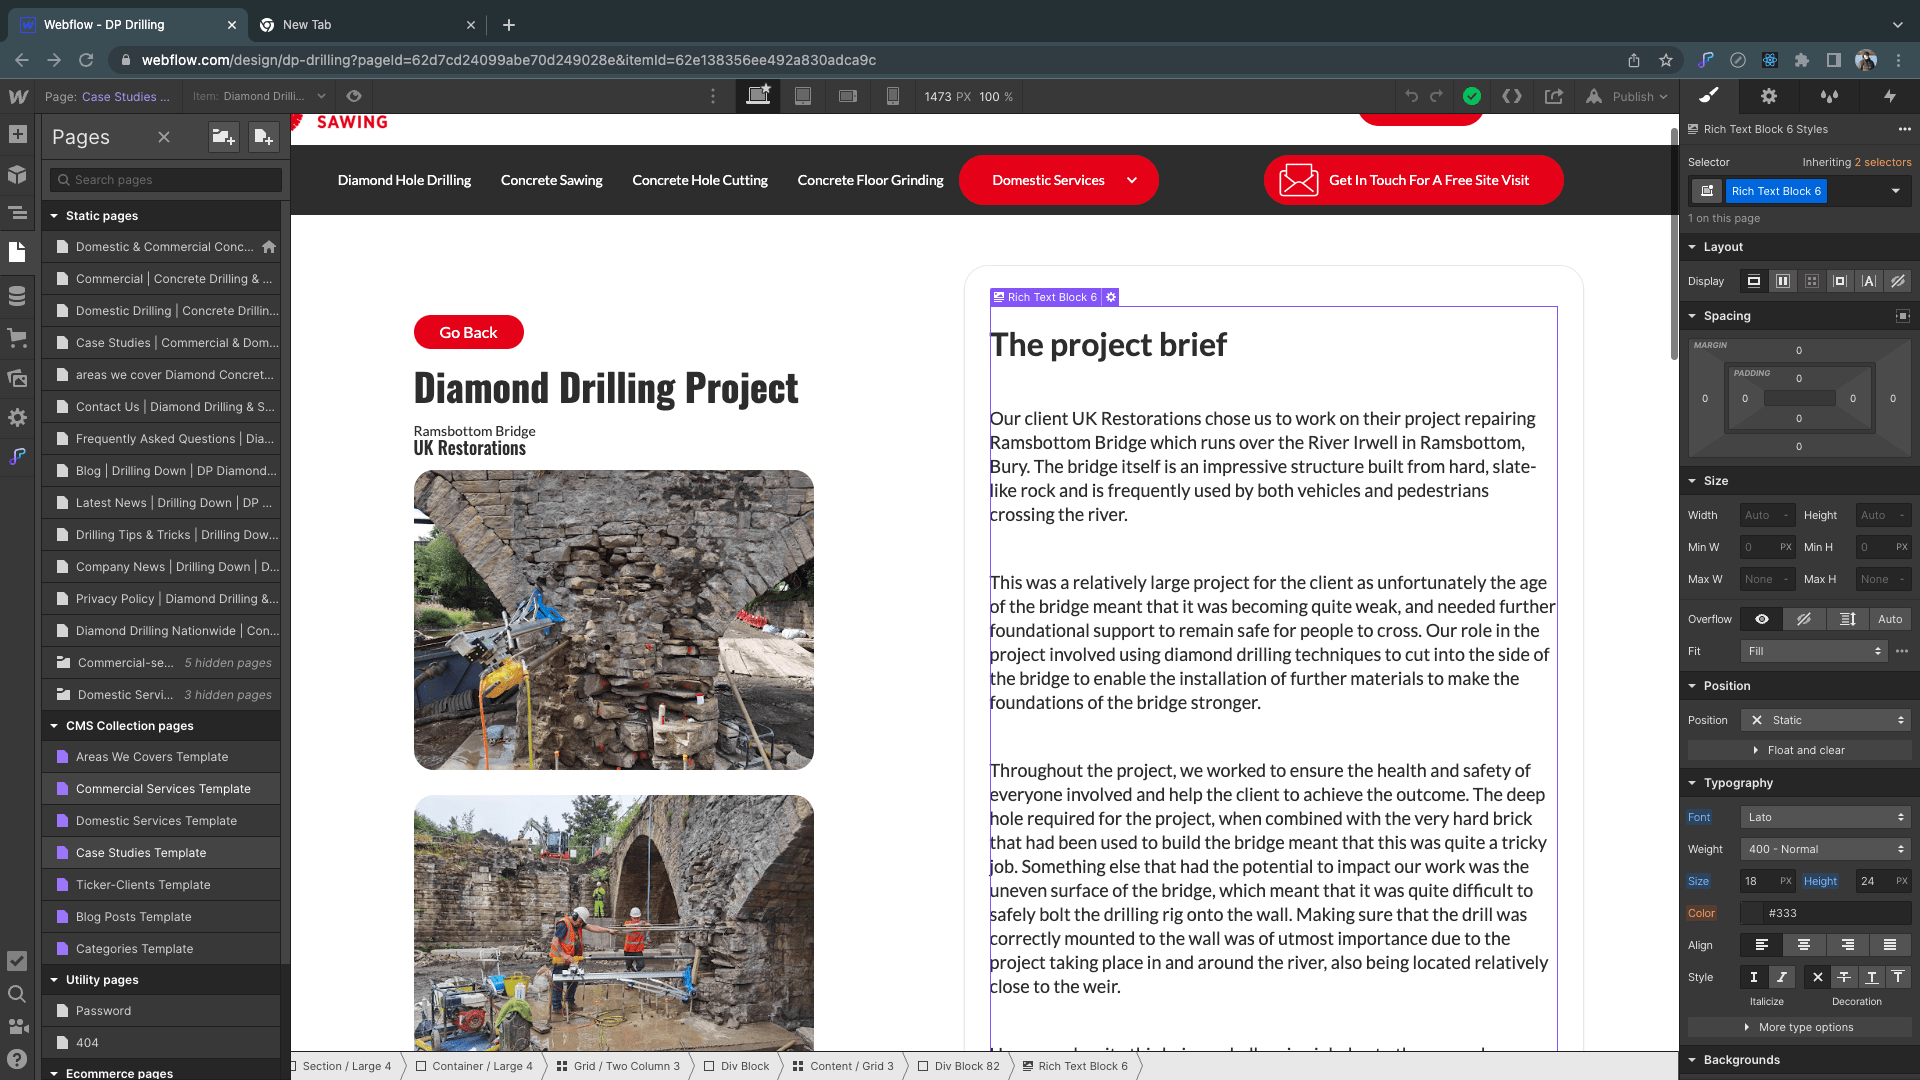 Webflow - DP Drilling
New Tab
webflow.com/design/dp-drilling?pageId=62d7cd24099abe70d249028e&itemId=62e138356ee492a830adca9c
Page: Case Studies ...
Item: Diamond Drilli...
1473 PX 100 %
Publish
Pages
Search pages
Static pages
Domestic & Commercial Conc...
Commercial | Concrete Drilling & ...
Domestic Drilling | Concrete Drillin...
Case Studies | Commercial & Dom...
areas we cover Diamond Concret...
Contact Us | Diamond Drilling & S...
Frequently Asked Questions | Dia...
Blog | Drilling Down | DP Diamond...
Latest News | Drilling Down | DP ...
Drilling Tips & Tricks | Drilling Dow...
Company News | Drilling Down | D...
Privacy Policy | Diamond Drilling &...
Diamond Drilling Nationwide | Con...
Commercial-se... 5 hidden pages
Domestic Servi... 3 hidden pages
CMS Collection pages
Areas We Covers Template
Commercial Services Template
Domestic Services Template
Case Studies Template
Ticker-Clients Template
Blog Posts Template
Categories Template
Utility pages
Password
404
Ecommerce pages
SAWING
Diamond Hole Drilling
Concrete Sawing
Concrete Hole Cutting
Concrete Floor Grinding
Domestic Services
Get In Touch For A Free Site Visit
Go Back
Diamond Drilling Project
Ramsbottom Bridge
UK Restorations
Rich Text Block 6
The project brief
Our client UK Restorations chose us to work on their project repairing
Ramsbottom Bridge which runs over the River Irwell in Ramsbottom,
Bury. The bridge itself is an impressive structure built from hard, slate-
like rock and is frequently used by both vehicles and pedestrians
crossing the river.
This was a relatively large project for the client as unfortunately the age
of the bridge meant that it was becoming quite weak, and needed further
foundational support to remain safe for people to cross. Our role in the
project involved using diamond drilling techniques to cut into the side of
the bridge to enable the installation of further materials to make the
foundations of the bridge stronger.
Throughout the project, we worked to ensure the health and safety of
everyone involved and help the client to achieve the outcome. The deep
hole required for the project, when combined with the very hard brick
that had been used to build the bridge meant that this was quite a tricky
job. Something else that had the potential to impact our work was the
uneven surface of the bridge, which meant that it was quite difficult to
safely bolt the drilling rig onto the wall. Making sure that the drill was
correctly mounted to the wall was of utmost importance due to the
project taking place in and around the river, also being located relatively
close to the weir.
Section / Large 4
Container / Large 4
Grid / Two Column 3
Div Block
Content / Grid 3
Div Block 82
Rich Text Block 6
Rich Text Block 6 Styles
Selector
Inheriting 2 selectors
Rich Text Block 6
1 on this page
Layout
Display
Spacing
MARGIN
0
PADDING
0
0 0 0 0
0
0
Size
Width Auto - Height Auto -
Min W 0 PX Min H 0 PX
Max W None - Max H None -
Overflow Auto
Fit Fill
Position
Position Static
Float and clear
Typography
Font Lato
Weight 400 - Normal
Size 18 PX Height 24 PX
Color #333
Align
Style
Italicize Decoration
More type options
Backgrounds